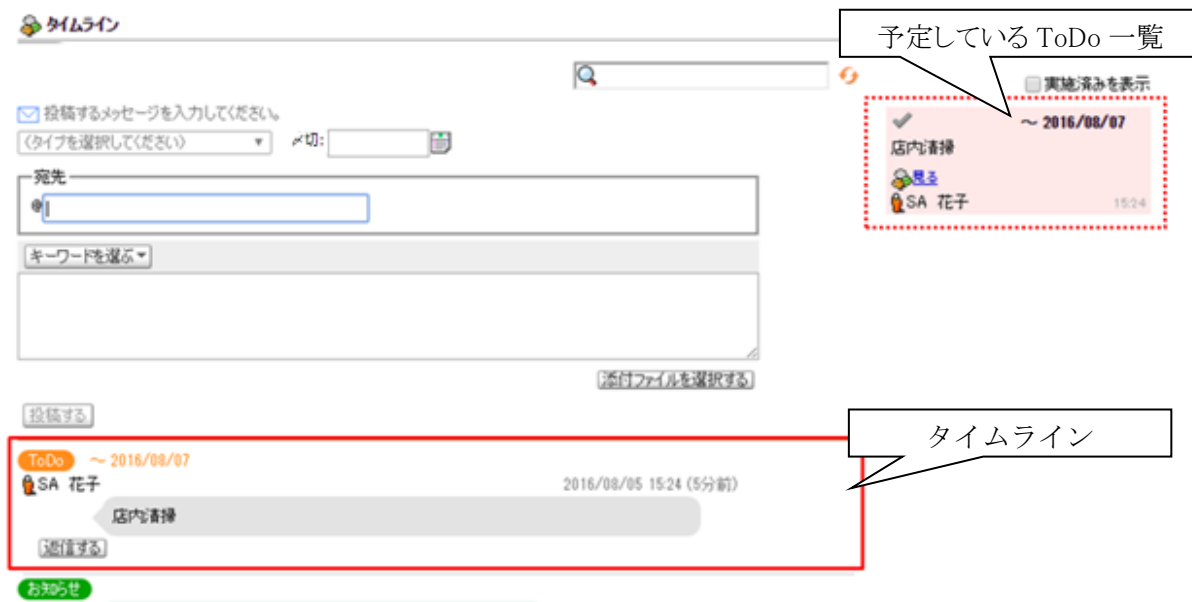 タイムライン
予定している ToDo 一覧
実施済みを表示
投稿するメッセージを入力してください。
(タイプを選択してください)
〆切:
宛先
@
キーワードを選ぶ
添付ファイルを選択する
投稿する
～ 2016/08/07
店内清掃
見る
SA 花子
15:24
タイムライン
ToDo ～ 2016/08/07
SA 花子
2016/08/05 15:24 (5分前)
店内清掃
返信する
お知らせ